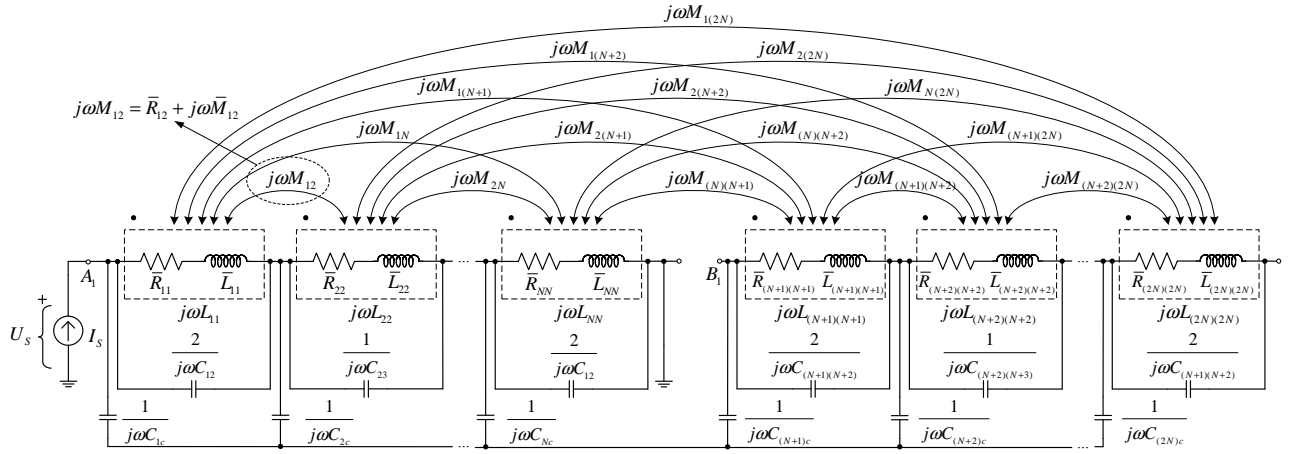 jωM_{1(2N)}
jωM_{1(N+2)} jωM_{2(2N)}
jωM_{1(N+1)} jωM_{2(N+2)} jωM_{N(2N)}
jωM_{12} = R̅_{12} + jωM̅_{12}
jωM_{1N} jωM_{2(N+1)} jωM_{(N)(N+2)} jωM_{(N+1)(2N)}
jωM_{12} jωM_{2N} jωM_{(N)(N+1)} jωM_{(N+1)(N+2)} jωM_{(N+2)(2N)}
A_1 R̅_{11} L̅_{11} R̅_{22} L̅_{22} ... R̅_{NN} L̅_{NN} B_1 R̅_{(N+1)(N+1)} L̅_{(N+1)(N+1)} R̅_{(N+2)(N+2)} L̅_{(N+2)(N+2)} ... R̅_{(2N)(2N)} L̅_{(2N)(2N)}
jωL_{11} jωL_{22} jωL_{NN} jωL_{(N+1)(N+1)} jωL_{(N+2)(N+2)} jωL_{(2N)(2N)}
+
U_S I_S
2 1 2 2 1 2
jωC_{12} jωC_{23} jωC_{12} jωC_{(N+1)(N+2)} jωC_{(N+2)(N+3)} jωC_{(N+1)(N+2)}
1 1 1 1 1 1
jωC_{1c} jωC_{2c} ... jωC_{Nc} jωC_{(N+1)c} jωC_{(N+2)c} ... jωC_{(2N)c}